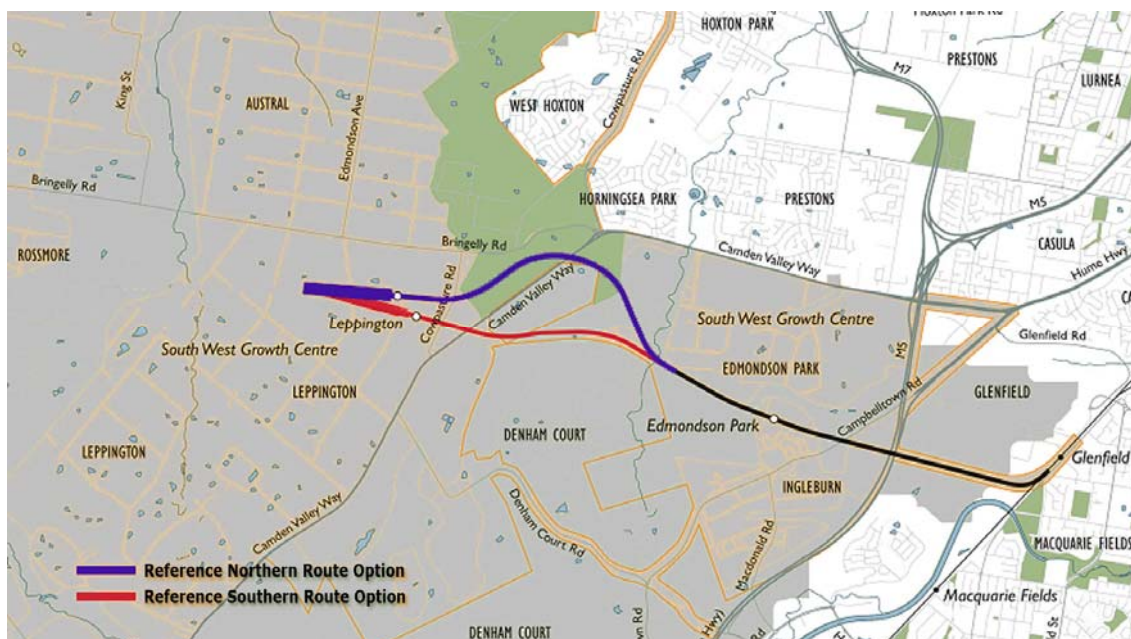 HOXTON PARK
Hoxton Park Rd
PRESTONS
M7
LURNEA
King St
AUSTRAL
Edmondson Ave
WEST HOXTON
Cowpasture Rd
Bringelly Rd
HORNINGSEA PARK
PRESTONS
M5
CASULA
ROSSMORE
Bringelly Rd
Camden Valley Way
Hume Hwy
Cowpasture Rd
Camden Valley Way
Leppington
South West Growth Centre
Glenfield Rd
South West Growth Centre
M5
LEPPINGTON
EDMONDSON PARK
Campbelltown Rd
GLENFIELD
Edmondson Park
DENHAM COURT
LEPPINGTON
Glenfield
INGLEBURN
Camden Valley Way
Denham Court Rd
Macdonald Rd
MACQUARIE FIELDS
Reference Northern Route Option
Reference Southern Route Option
Macquarie Fields
DENHAM COURT
Hwy)